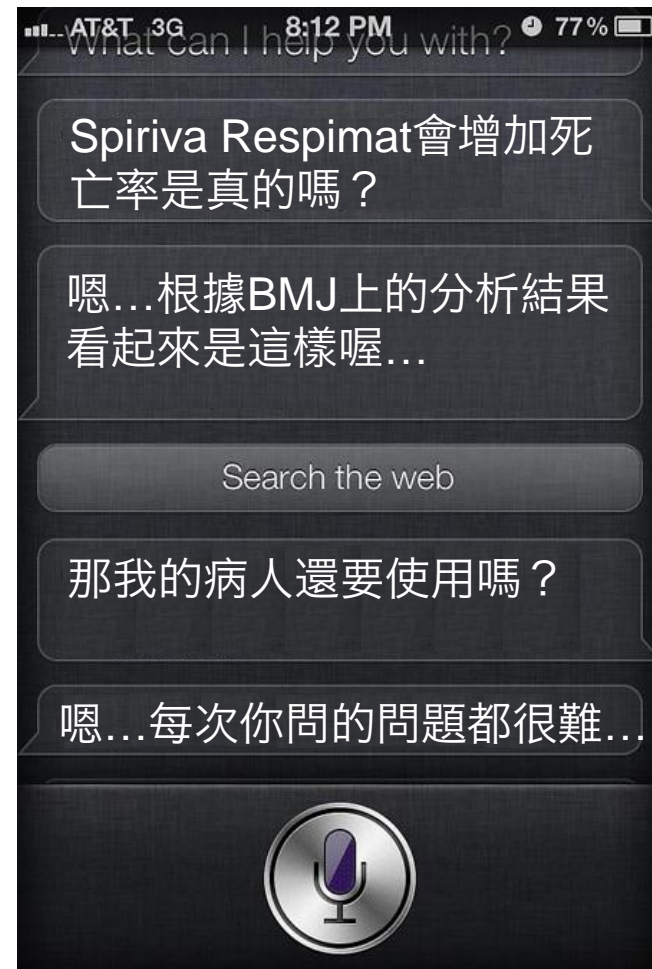 AT&T 3G 8:12 PM 77%
What can I help you with?
Spiriva Respimat會增加死
亡率是真的嗎？
嗯…根據BMJ上的分析結果
看起來是這樣喔…
Search the web
那我的病人還要使用嗎？
嗯…每次你問的問題都很難…